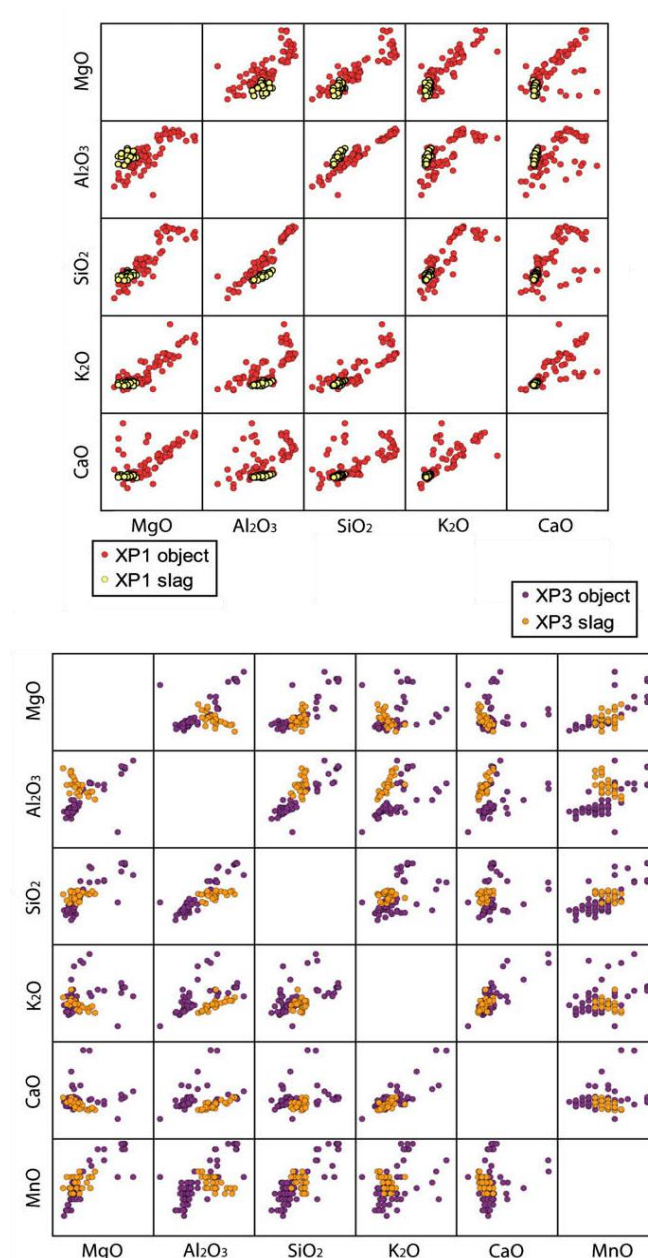 MgO
Al₂O₃
SiO₂
K₂O
CaO
MgO Al₂O₃ SiO₂ K₂O CaO
XP1 object
XP1 slag
XP3 object
XP3 slag
MgO
Al₂O₃
SiO₂
K₂O
CaO
MnO
MgO Al₂O₃ SiO₂ K₂O CaO MnO